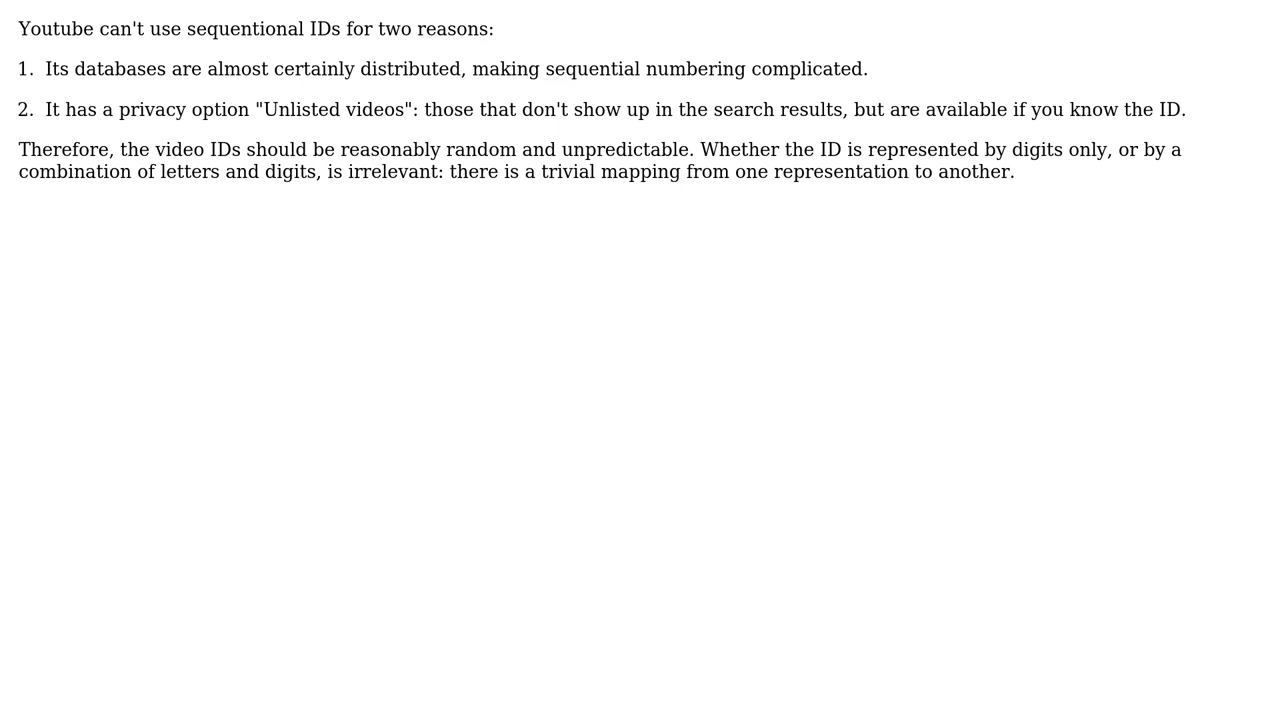 Youtube can't use sequentional IDs for two reasons:
1. Its databases are almost certainly distributed, making sequential numbering complicated.
2. It has a privacy option "Unlisted videos": those that don't show up in the search results, but are available if you know the ID.
Therefore, the video IDs should be reasonably random and unpredictable. Whether the ID is represented by digits only, or by a
combination of letters and digits, is irrelevant: there is a trivial mapping from one representation to another.